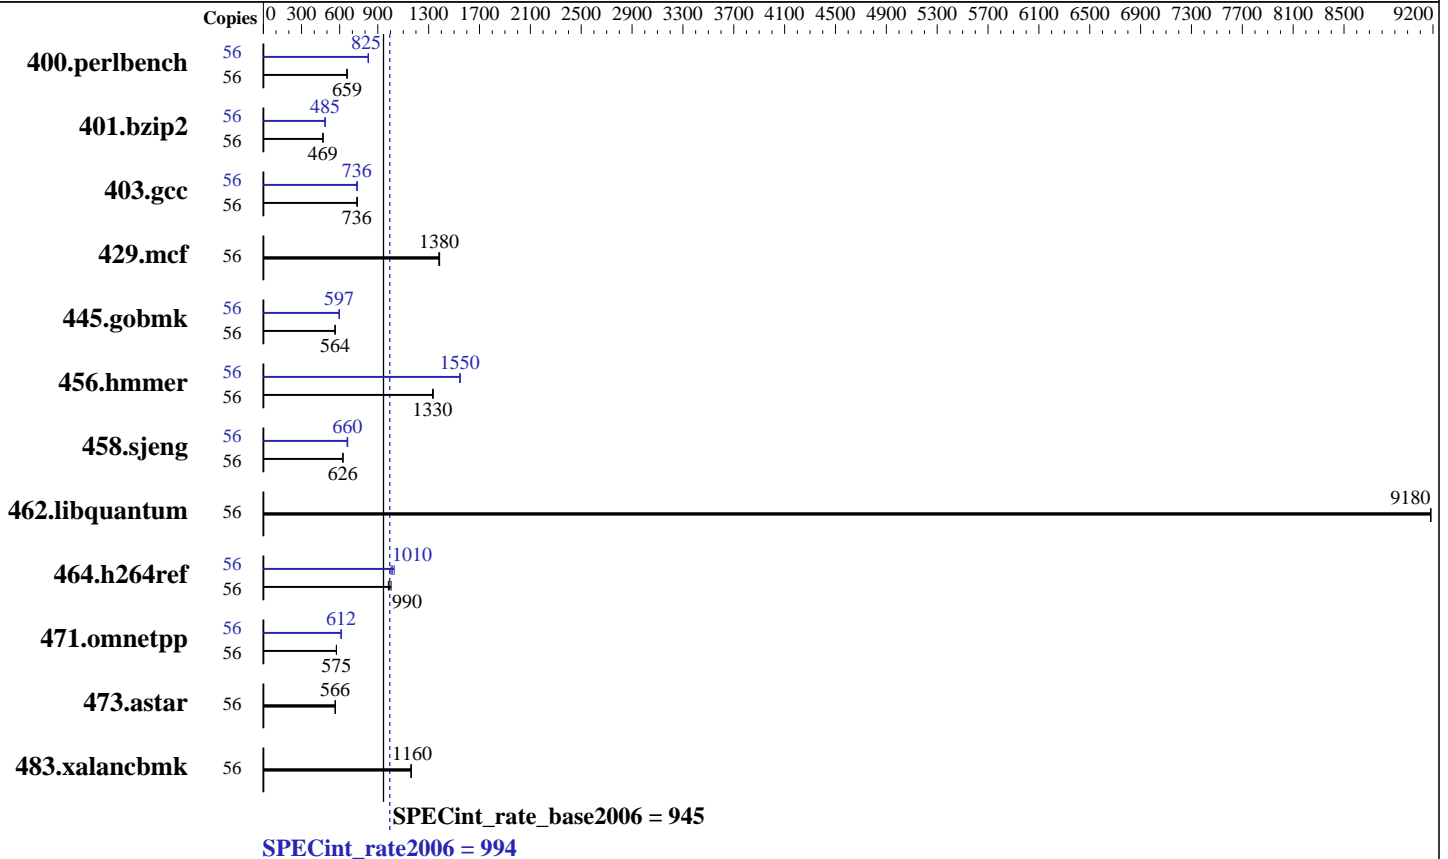 Copies 0 300 600 900 1300 1700 2100 2500 2900 3300 3700 4100 4500 4900 5300 5700 6100 6500 6900 7300 7700 8100 8500 9200
400.perlbench 56 825
56 659
401.bzip2 56 485
56 469
403.gcc 56 736
56 736
429.mcf 56 1380
445.gobmk 56 597
56 564
456.hmmer 56 1550
56 1330
458.sjeng 56 660
56 626
462.libquantum 56 9180
464.h264ref 56 1010
56 990
471.omnetpp 56 612
56 575
473.astar 56 566
483.xalancbmk 56 1160
SPECint_rate_base2006 = 945
SPECint_rate2006 = 994